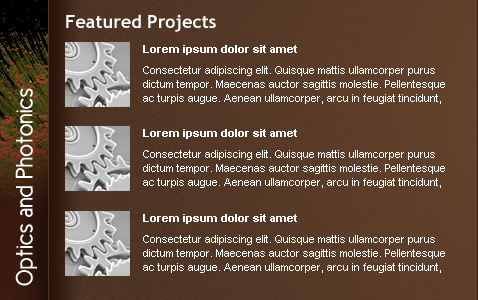 Featured Projects
Lorem ipsum dolor sit amet
Consectetur adipiscing elit. Quisque mattis ullamcorper purus
dictum tempor. Maecenas auctor sagittis molestie. Pellentesque
ac turpis augue. Aenean ullamcorper, arcu in feugiat tincidunt,
Lorem ipsum dolor sit amet
Consectetur adipiscing elit. Quisque mattis ullamcorper purus
dictum tempor. Maecenas auctor sagittis molestie. Pellentesque
ac turpis augue. Aenean ullamcorper, arcu in feugiat tincidunt,
Lorem ipsum dolor sit amet
Consectetur adipiscing elit. Quisque mattis ullamcorper purus
dictum tempor. Maecenas auctor sagittis molestie. Pellentesque
ac turpis augue. Aenean ullamcorper, arcu in feugiat tincidunt,
Optics and Photonics